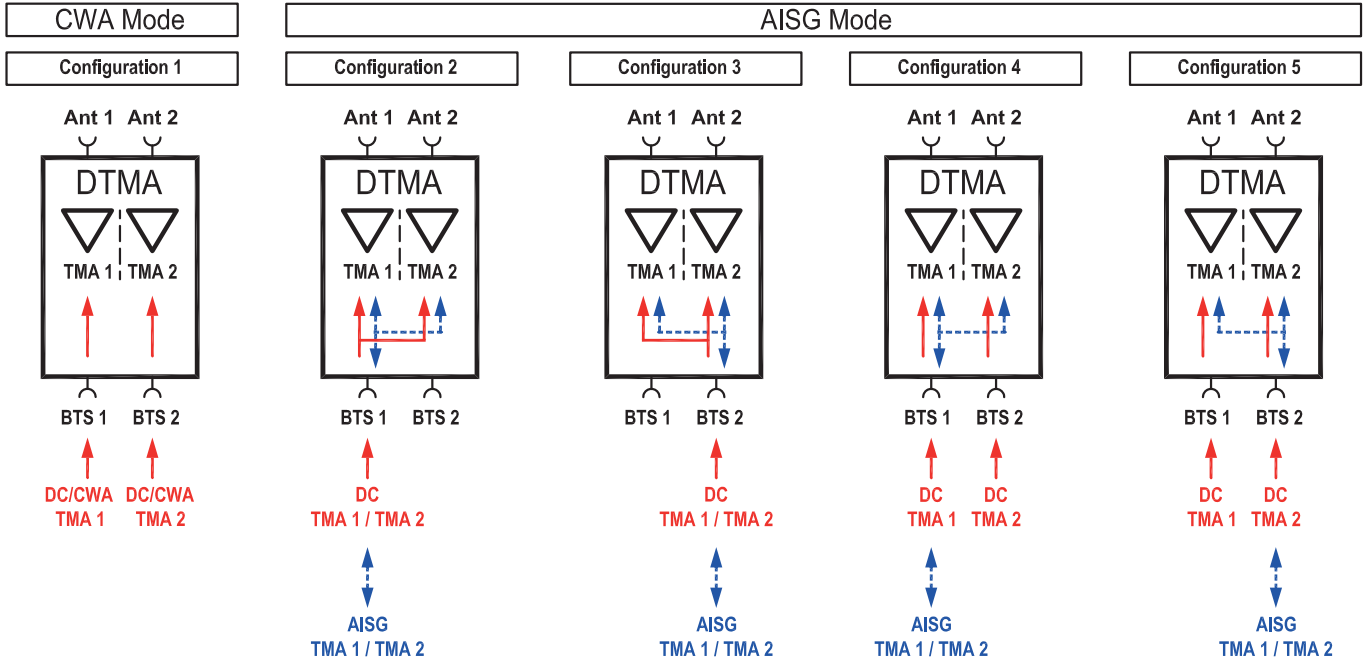 CWA Mode
AISG Mode
Configuration 1
Configuration 2
Configuration 3
Configuration 4
Configuration 5
Ant 1 Ant 2
Ant 1 Ant 2
Ant 1 Ant 2
Ant 1 Ant 2
Ant 1 Ant 2
DTMA
DTMA
DTMA
DTMA
DTMA
TMA 1 TMA 2
TMA 1 TMA 2
TMA 1 TMA 2
TMA 1 TMA 2
TMA 1 TMA 2
BTS 1 BTS 2
BTS 1 BTS 2
BTS 1 BTS 2
BTS 1 BTS 2
BTS 1 BTS 2
DC/CWA DC/CWA
TMA 1 TMA 2
DC
TMA 1 / TMA 2
DC
TMA 1 / TMA 2
DC DC
TMA 1 TMA 2
DC DC
TMA 1 TMA 2
AISG
TMA 1 / TMA 2
AISG
TMA 1 / TMA 2
AISG
TMA 1 / TMA 2
AISG
TMA 1 / TMA 2